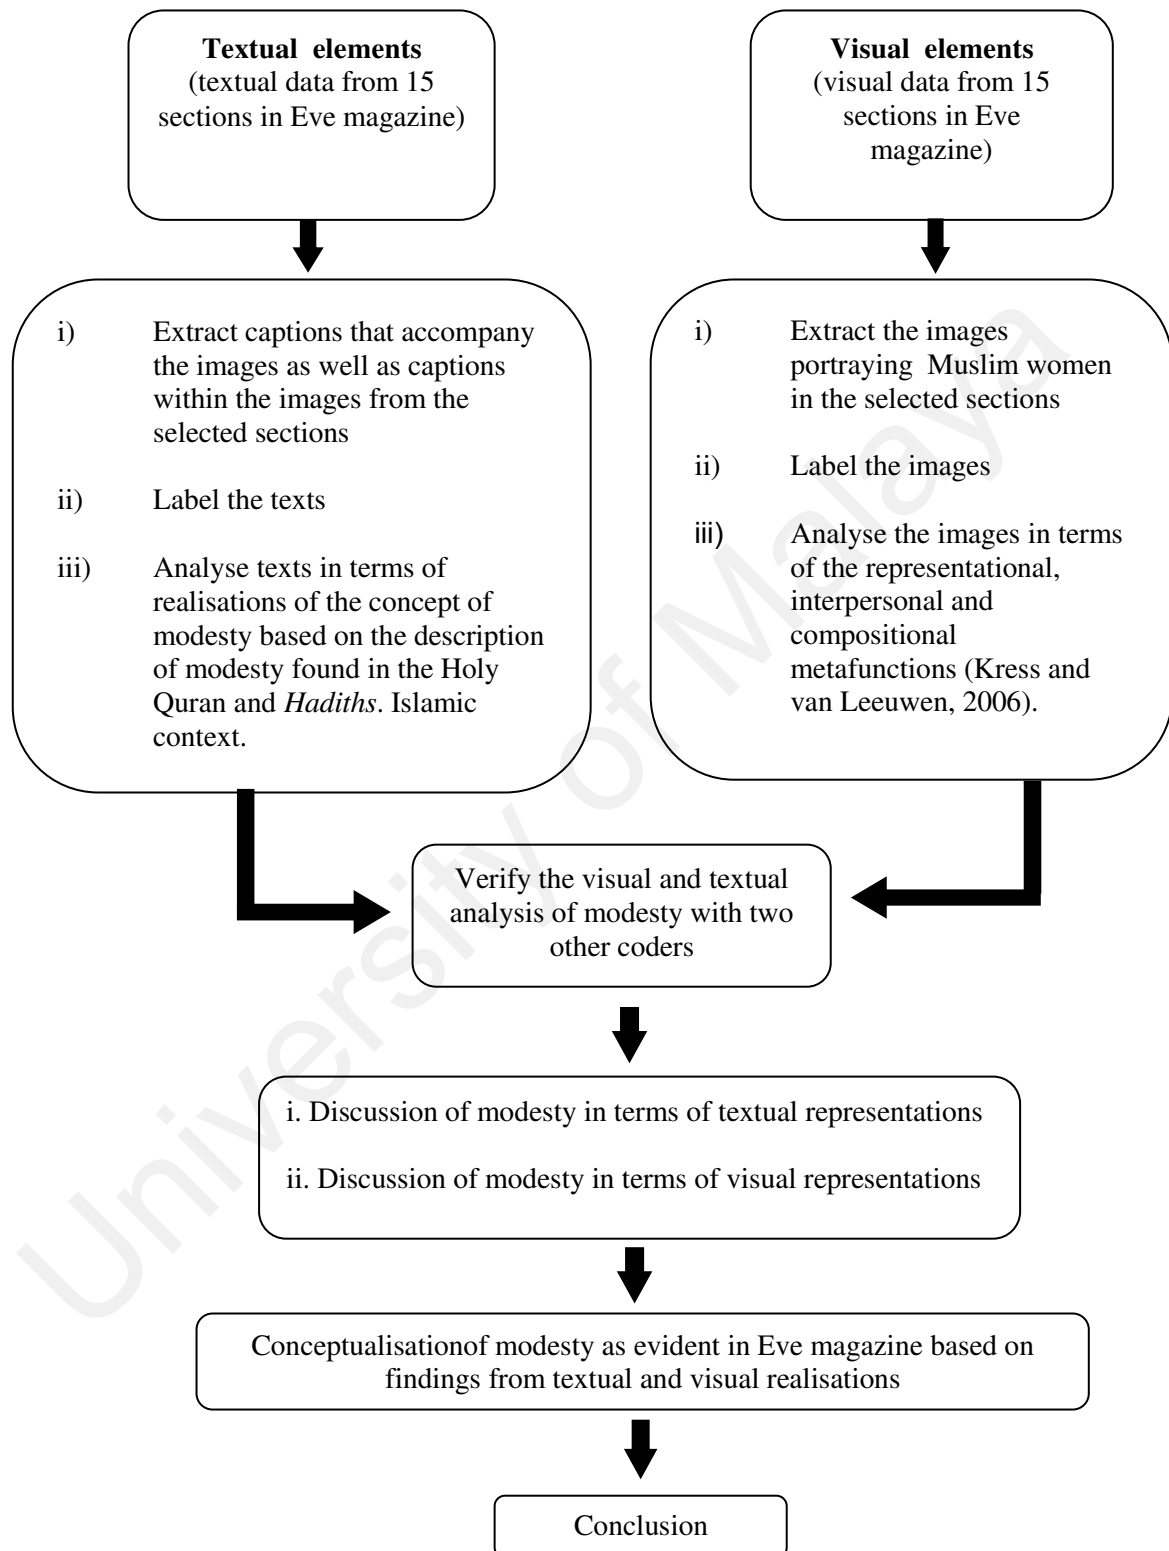 Textual elements
(textual data from 15
sections in Eve magazine)
Visual elements
(visual data from 15
sections in Eve
magazine)
i) Extract captions that accompany
the images as well as captions
within the images from the
selected sections
ii) Label the texts
iii) Analyse texts in terms of
realisations of the concept of
modesty based on the description
of modesty found in the Holy
Quran and Hadiths. Islamic
context.
i) Extract the images
portraying Muslim women
in the selected sections
ii) Label the images
iii) Analyse the images in terms
of the representational,
interpersonal and
compositional
metafunctions (Kress and
van Leeuwen, 2006).
Verify the visual and textual
analysis of modesty with two
other coders
i. Discussion of modesty in terms of textual representations
ii. Discussion of modesty in terms of visual representations
Conceptualisationof modesty as evident in Eve magazine based on
findings from textual and visual realisations
Conclusion
University of Malaya